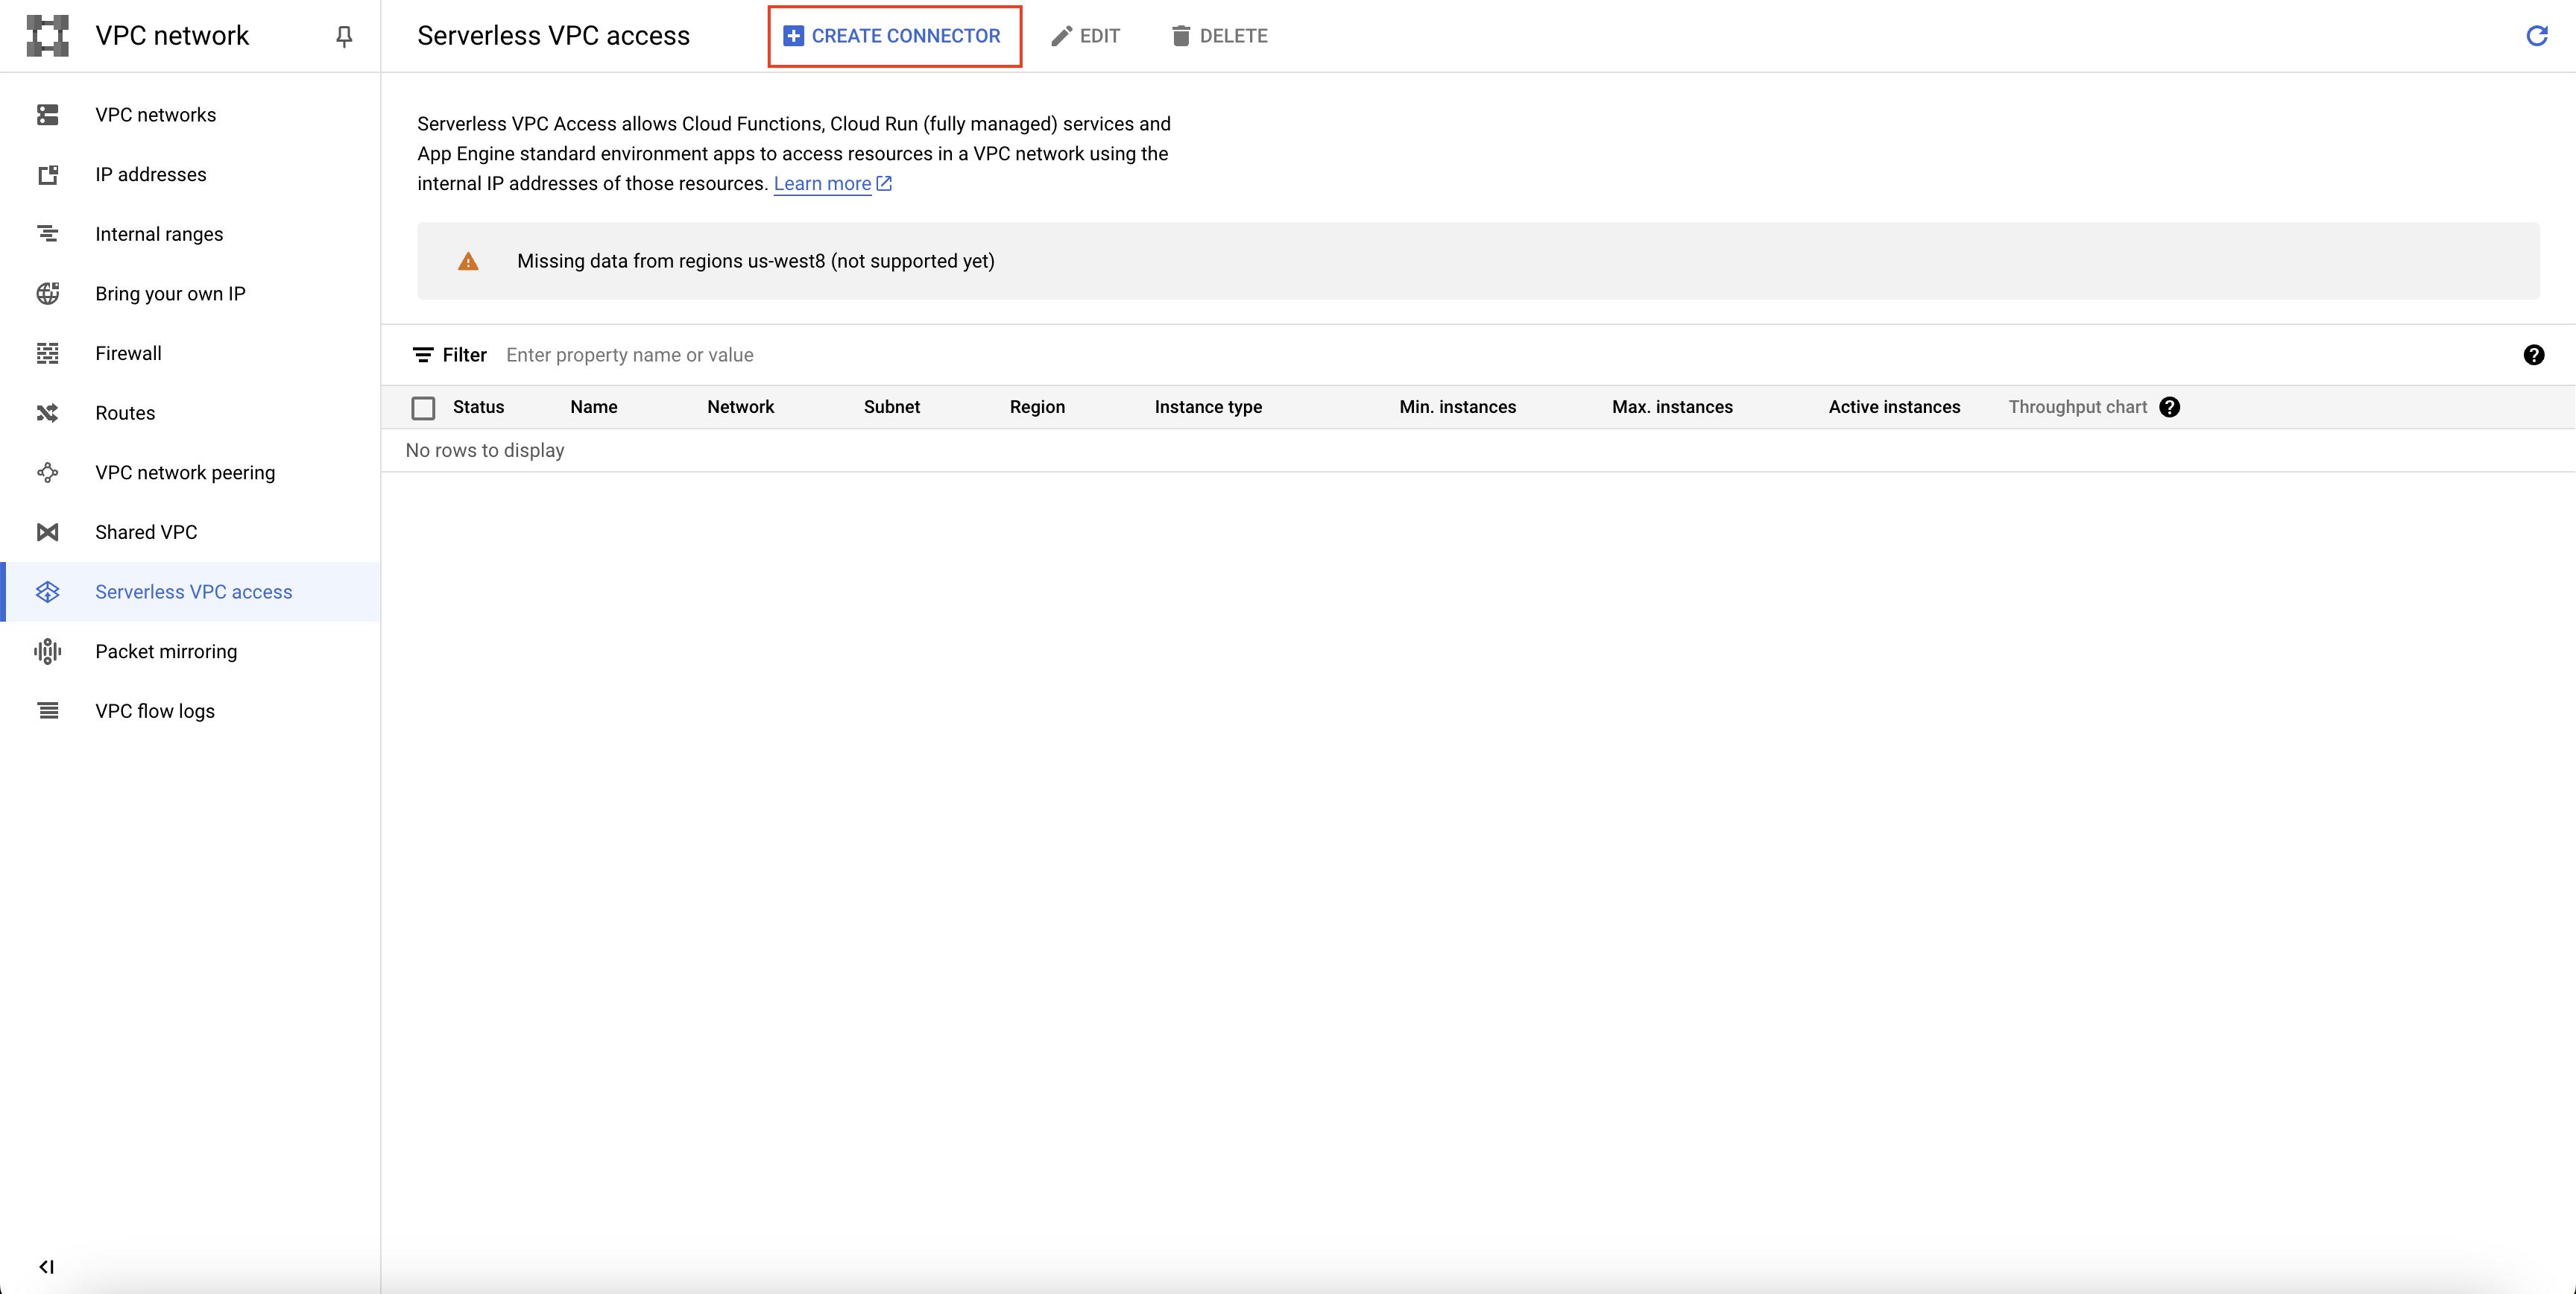 VPC network
Serverless VPC access
CREATE CONNECTOR
EDIT
DELETE
VPC networks
IP addresses
Internal ranges
Bring your own IP
Firewall
Routes
VPC network peering
Shared VPC
Serverless VPC access
Packet mirroring
VPC flow logs
Serverless VPC Access allows Cloud Functions, Cloud Run (fully managed) services and
App Engine standard environment apps to access resources in a VPC network using the
internal IP addresses of those resources. Learn more
Missing data from regions us-west8 (not supported yet)
Filter Enter property name or value
Status Name Network Subnet Region Instance type Min. instances Max. instances Active instances Throughput chart
No rows to display